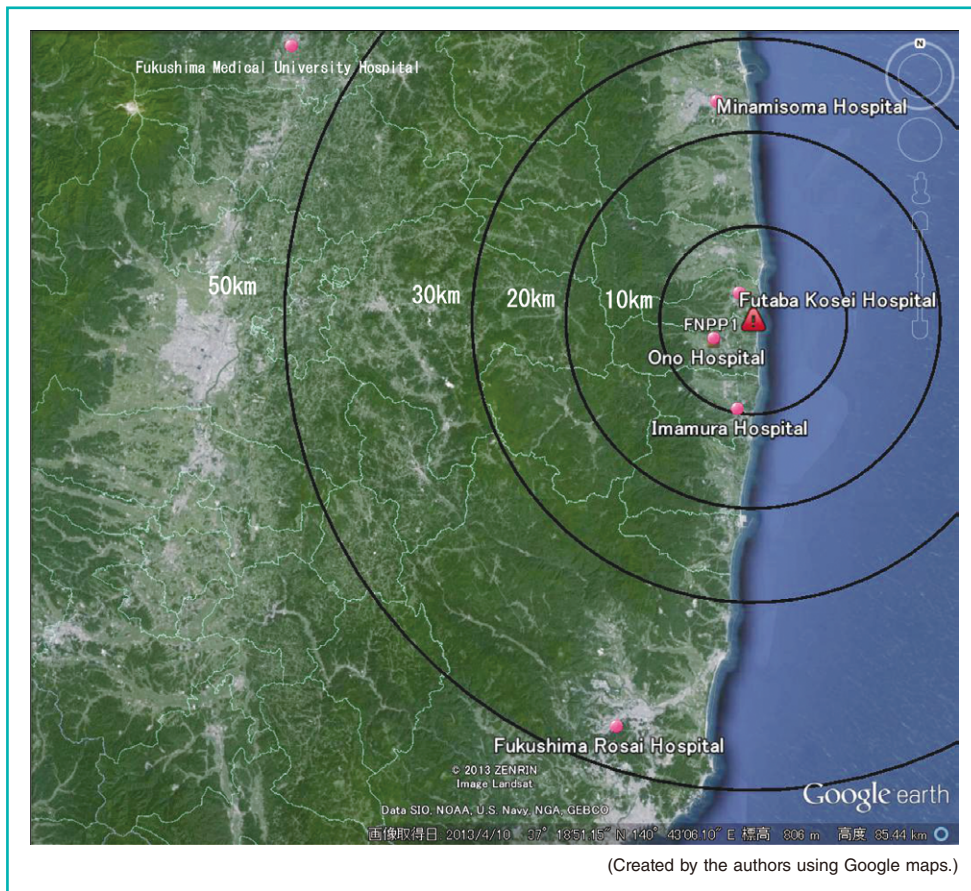 N
Fukushima Medical University Hospital
Minamisoma Hospital
50km
30km
20km
10km
Futaba Kosei Hospital
FNPP1
Ono Hospital
Imamura Hospital
Fukushima Rosai Hospital
© 2013 ZENRIN
Image Landsat
Data SIO, NOAA, U.S. Navy, NGA, GEBCO
Google earth
画像取得日 2013/4/10 37° 18'51.15" N 140° 43'06.10" E 標高 806 m 高度 85.44 km
(Created by the authors using Google maps.)